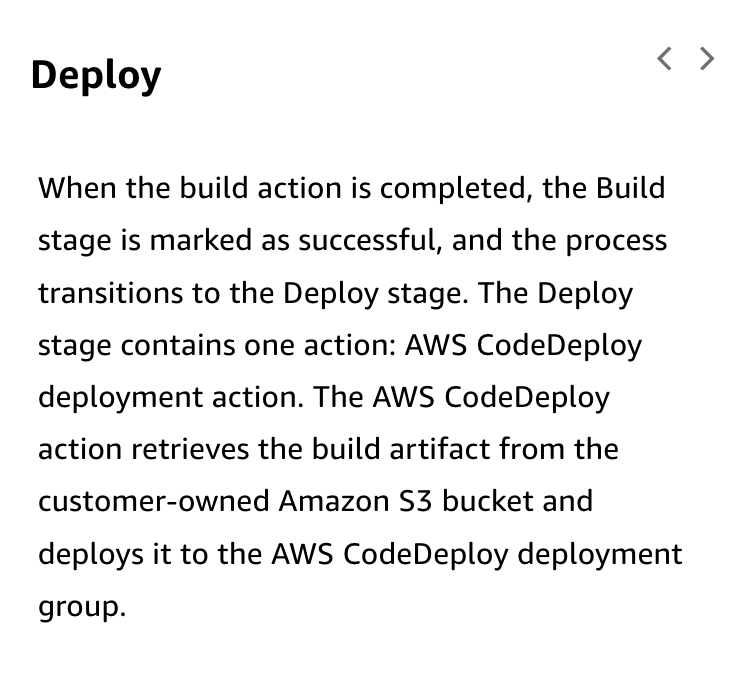 Deploy
When the build action is completed, the Build
stage is marked as successful, and the process
transitions to the Deploy stage. The Deploy
stage contains one action: AWS CodeDeploy
deployment action. The AWS CodeDeploy
action retrieves the build artifact from the
customer-owned Amazon S3 bucket and
deploys it to the AWS CodeDeploy deployment
group.